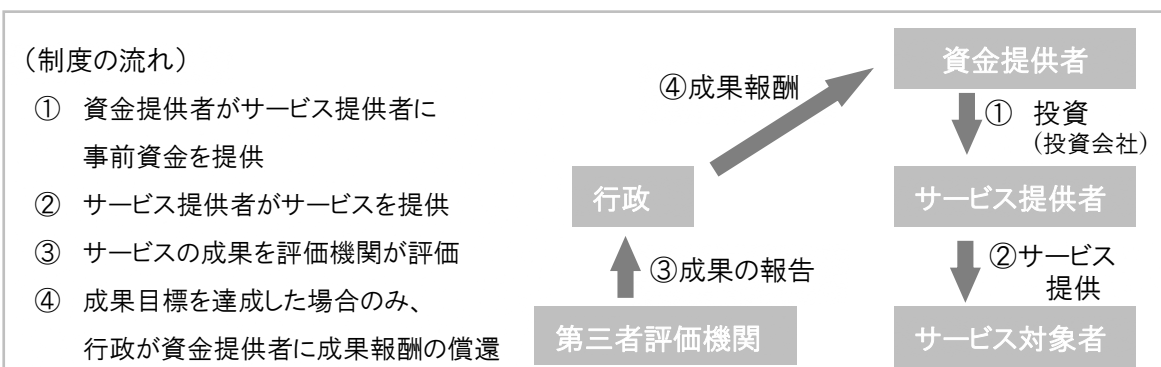 (制度の流れ)
① 資金提供者がサービス提供者に
事前資金を提供
② サービス提供者がサービスを提供
③ サービスの成果を評価機関が評価
④ 成果目標を達成した場合のみ、
行政が資金提供者に成果報酬の償還
資金提供者
④成果報酬
① 投資
(投資会社)
行政
サービス提供者
③成果の報告
②サービス
提供
第三者評価機関
サービス対象者